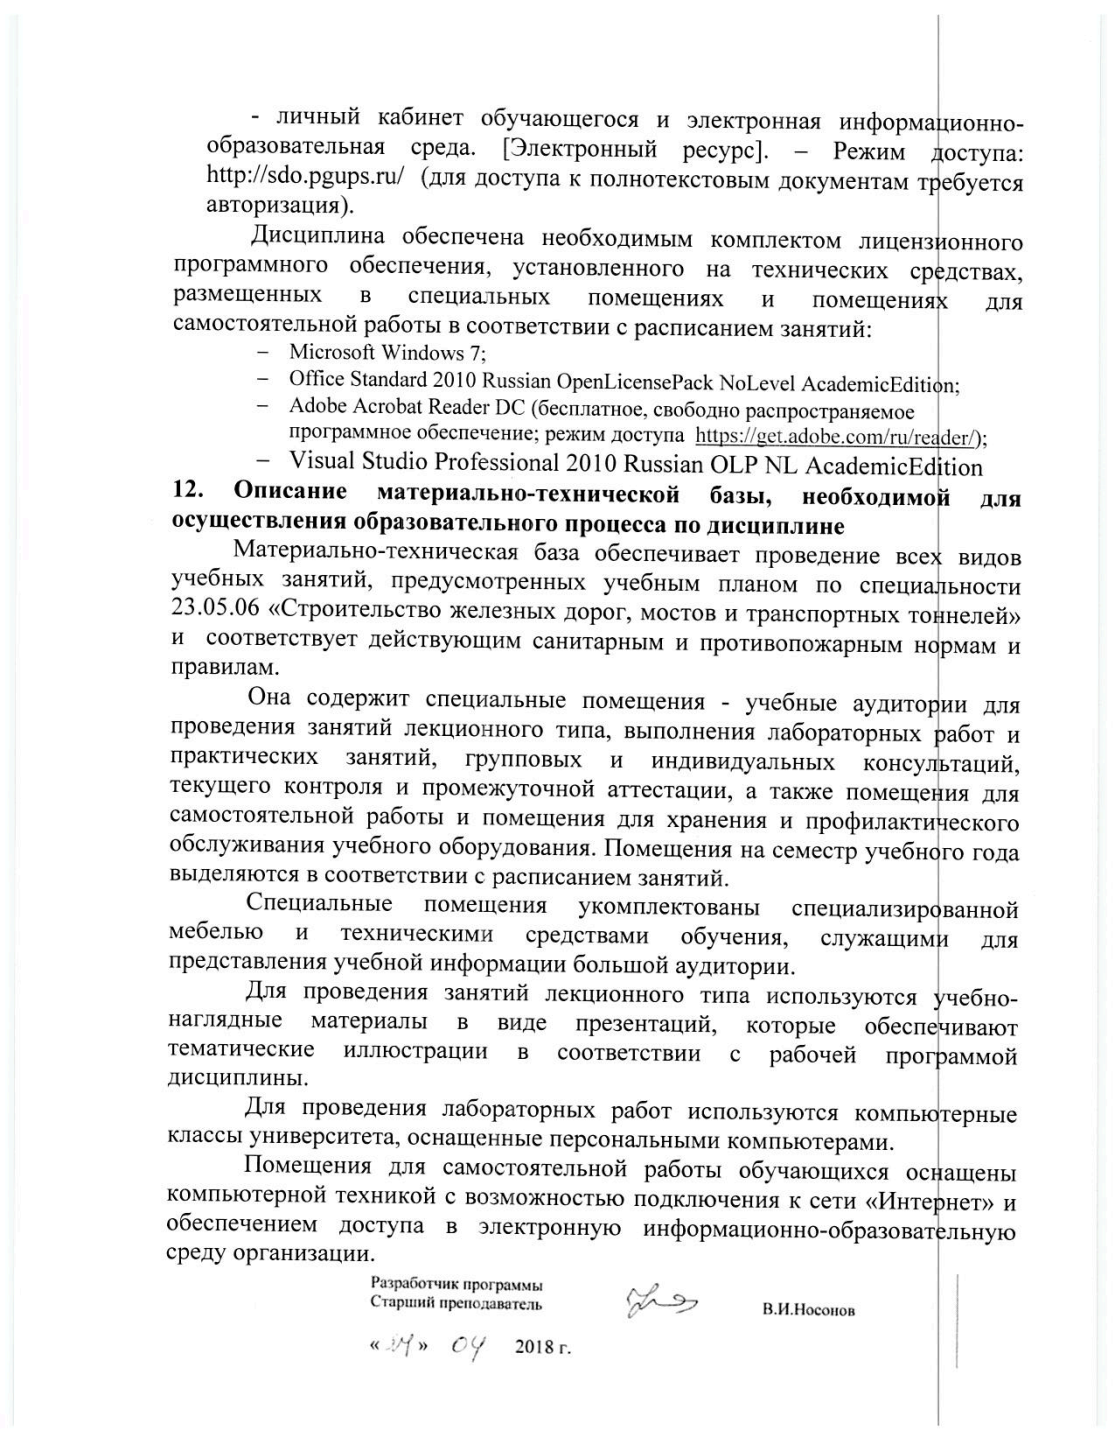 - личный кабинет обучающегося и электронная информационно-
образовательная среда. [Электронный ресурс]. – Режим доступа:
http://sdo.pgups.ru/ (для доступа к полнотекстовым документам требуется
авторизация).
Дисциплина обеспечена необходимым комплектом лицензионного
программного обеспечения, установленного на технических средствах,
размещенных в специальных помещениях и помещениях для
самостоятельной работы в соответствии с расписанием занятий:
– Microsoft Windows 7;
– Office Standard 2010 Russian OpenLicensePack NoLevel AcademicEdition;
– Adobe Acrobat Reader DC (бесплатное, свободно распространяемое
программное обеспечение; режим доступа https://get.adobe.com/ru/reader/);
– Visual Studio Professional 2010 Russian OLP NL AcademicEdition
12. Описание материально-технической базы, необходимой для
осуществления образовательного процесса по дисциплине
Материально-техническая база обеспечивает проведение всех видов
учебных занятий, предусмотренных учебным планом по специальности
23.05.06 «Строительство железных дорог, мостов и транспортных тоннелей»
и соответствует действующим санитарным и противопожарным нормам и
правилам.
Она содержит специальные помещения - учебные аудитории для
проведения занятий лекционного типа, выполнения лабораторных работ и
практических занятий, групповых и индивидуальных консультаций,
текущего контроля и промежуточной аттестации, а также помещения для
самостоятельной работы и помещения для хранения и профилактического
обслуживания учебного оборудования. Помещения на семестр учебного года
выделяются в соответствии с расписанием занятий.
Специальные помещения укомплектованы специализированной
мебелью и техническими средствами обучения, служащими для
представления учебной информации большой аудитории.
Для проведения занятий лекционного типа используются учебно-
наглядные материалы в виде презентаций, которые обеспечивают
тематические иллюстрации в соответствии с рабочей программой
дисциплины.
Для проведения лабораторных работ используются компьютерные
классы университета, оснащенные персональными компьютерами.
Помещения для самостоятельной работы обучающихся оснащены
компьютерной техникой с возможностью подключения к сети «Интернет» и
обеспечением доступа в электронную информационно-образовательную
среду организации.
Разработчик программы
Старший преподаватель В.И.Носонов
« » 04 2018 г.